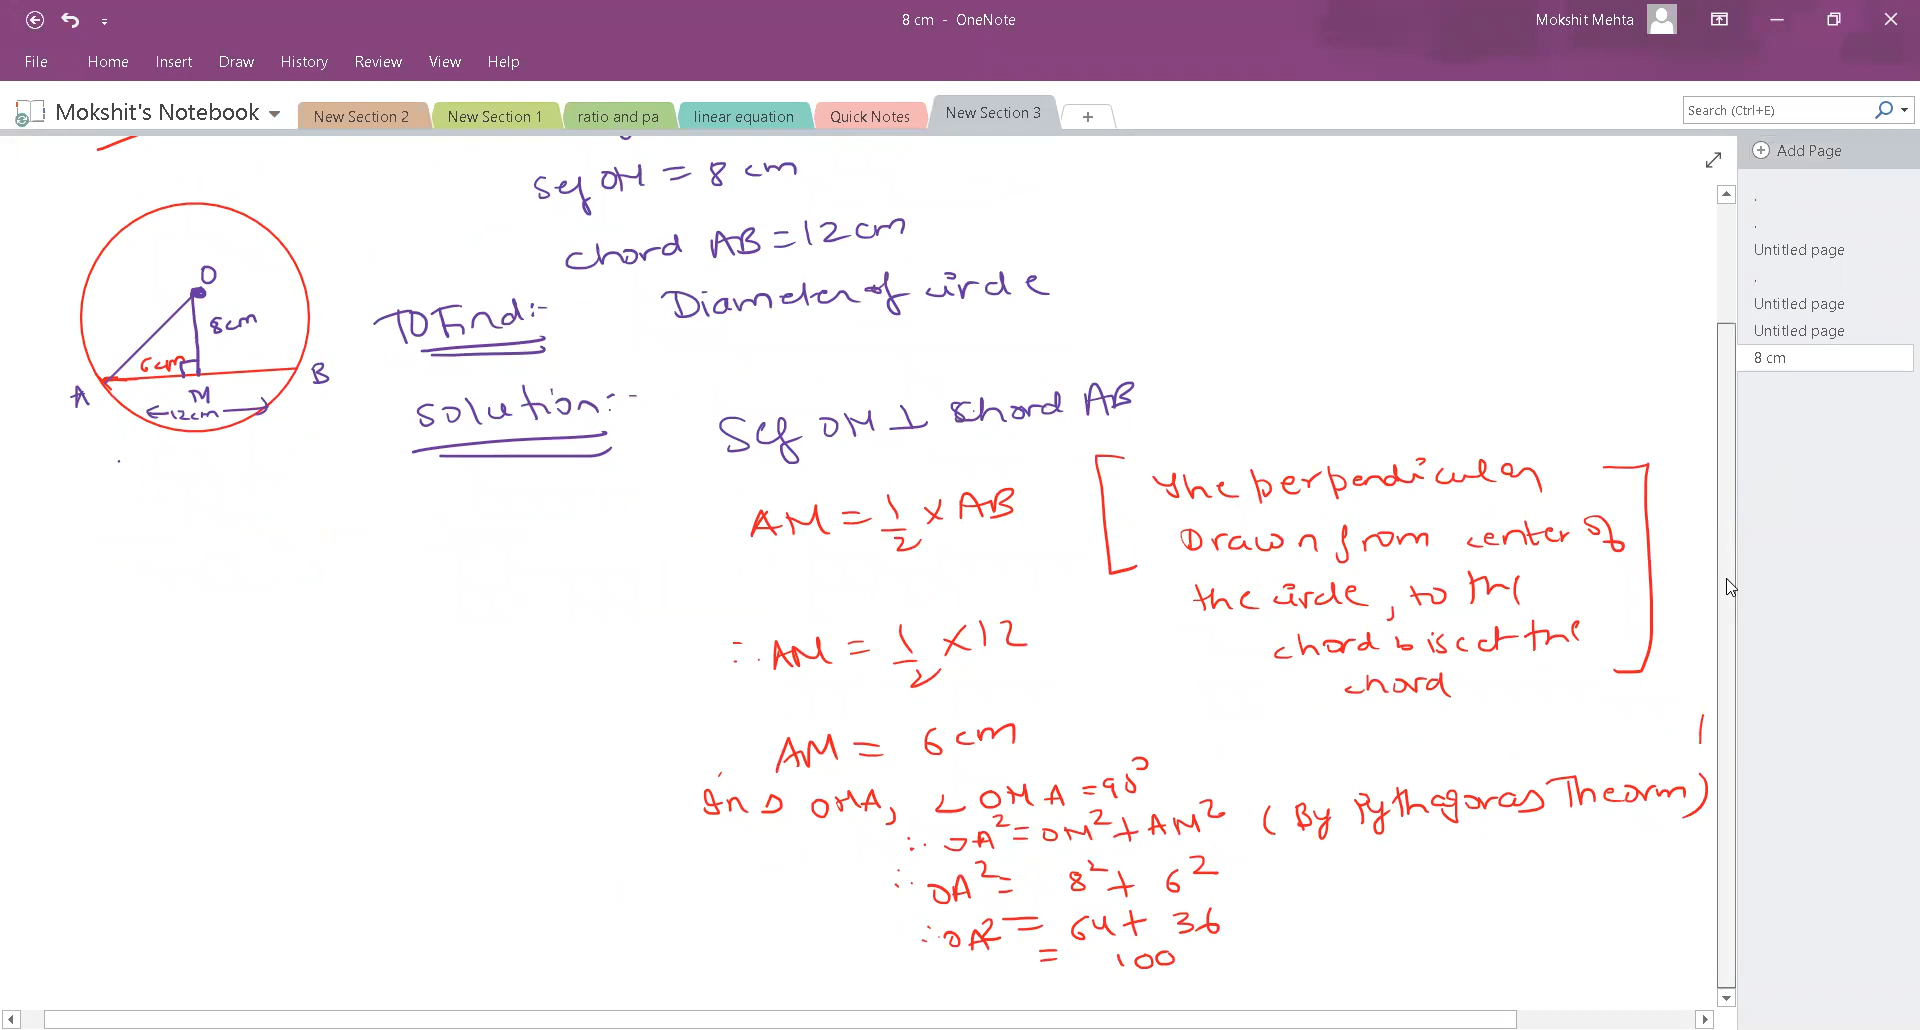 8 cm - OneNote
Mokshit Mehta
File Home Insert Draw History Review View Help
Mokshit's Notebook
New Section 2
New Section 1
ratio and pa
linear equation
Quick Notes
New Section 3
Search (Ctrl+E)
Add Page
.
.
Untitled page
.
Untitled page
Untitled page
8 cm
seg OM = 8 cm
chord AB = 12 cm
To Find:-
Diameter of circle
O
8cm
6cm
A
B
M
12cm
Solution:-
Seg OM ⊥ chord AB
AM = 1/2 × AB
[ The perpendicular
Drawn from center of
the circle, to the
chord bisect the
chord ]
∴ AM = 1/2 × 12
AM = 6 cm
In Δ OMA, ∠ OMA = 90°
∴ OA² = OM² + AM² (By Pythagoras Theorm)
∴ OA² = 8² + 6²
∴ OA² = 64 + 36
= 100